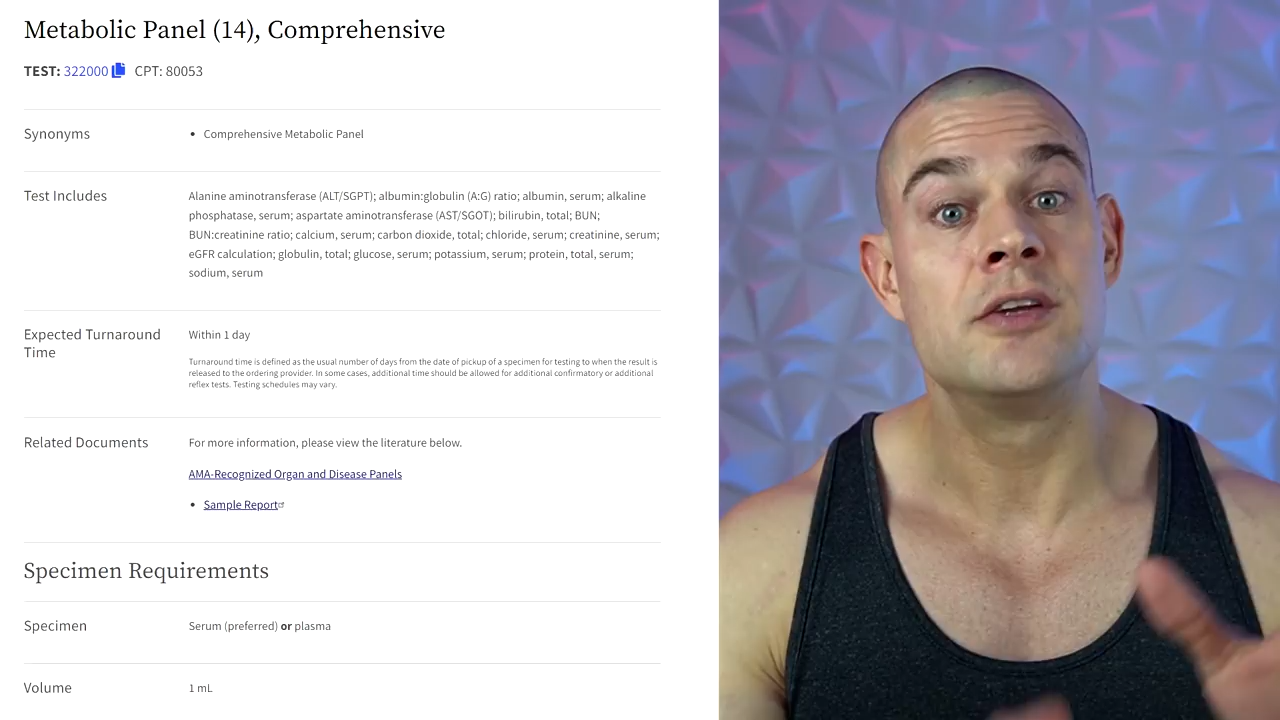 Metabolic Panel (14), Comprehensive
TEST: 322000 CPT: 80053
Synonyms
• Comprehensive Metabolic Panel
Test Includes
Alanine aminotransferase (ALT/SGPT); albumin:globulin (A:G) ratio; albumin, serum; alkaline
phosphatase, serum; aspartate aminotransferase (AST/SGOT); bilirubin, total; BUN;
BUN:creatinine ratio; calcium, serum; carbon dioxide, total; chloride, serum; creatinine, serum;
eGFR calculation; globulin, total; glucose, serum; potassium, serum; protein, total, serum;
sodium, serum
Expected Turnaround
Time
Within 1 day
Turnaround time is defined as the usual number of days from the date of pickup of a specimen for testing to when the result is
released to the ordering provider. In some cases, additional time should be allowed for additional confirmatory or additional
reflex tests. Testing schedules may vary.
Related Documents
For more information, please view the literature below.
AMA-Recognized Organ and Disease Panels
• Sample Report
Specimen Requirements
Specimen
Serum (preferred) or plasma
Volume
1 mL